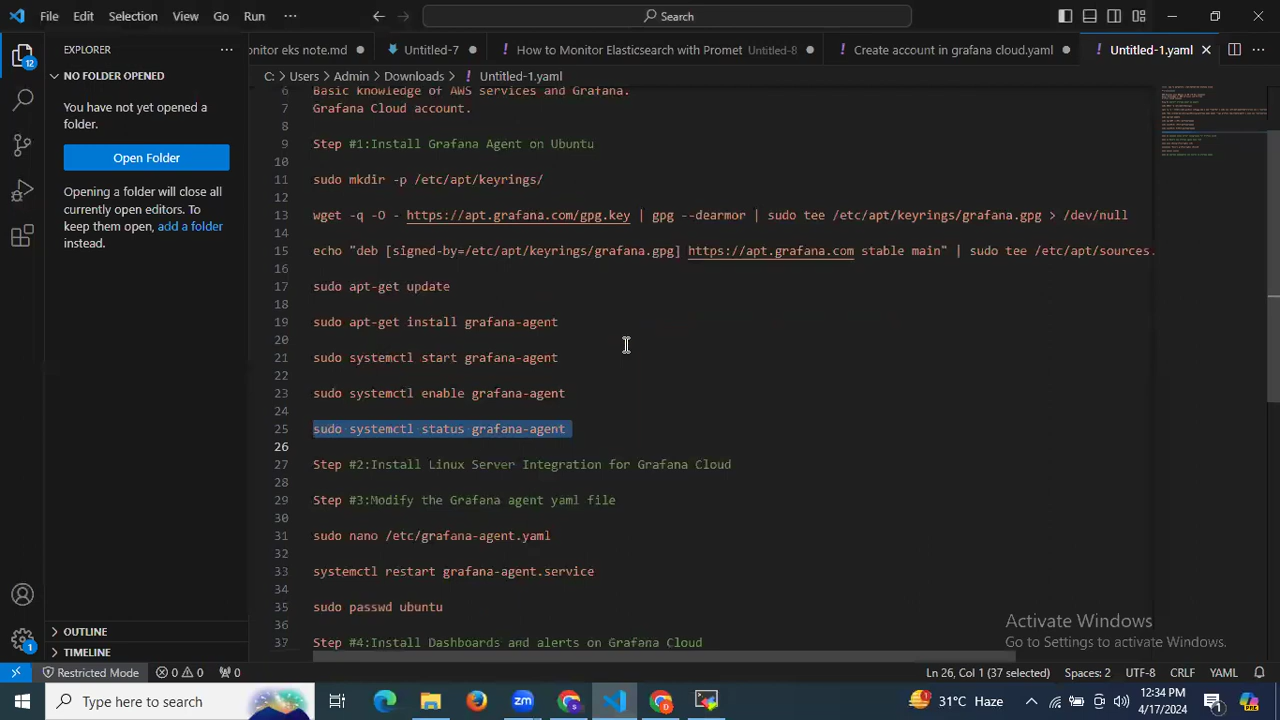 File Edit Selection View Go Run ··· Search
EXPLORER ···
onitor eks note.md
Untitled-7
How to Monitor Elasticsearch with Promet Untitled-8
Create account in grafana cloud.yaml
Untitled-1.yaml
NO FOLDER OPENED
You have not yet opened a
folder.
Open Folder
Opening a folder will close all
currently open editors. To
keep them open, add a folder
instead.
OUTLINE
TIMELINE
C: > Users > Admin > Downloads > Untitled-1.yaml
6 Basic knowledge of AWS services and Grafana.
7 Grafana Cloud account.
8
9 Step #1:Install Grafana Agent on Ubuntu
10
11 sudo mkdir -p /etc/apt/keyrings/
12
13 wget -q -O - https://apt.grafana.com/gpg.key | gpg --dearmor | sudo tee /etc/apt/keyrings/grafana.gpg > /dev/null
14
15 echo "deb [signed-by=/etc/apt/keyrings/grafana.gpg] https://apt.grafana.com stable main" | sudo tee /etc/apt/sources.
16
17 sudo apt-get update
18
19 sudo apt-get install grafana-agent
20
21 sudo systemctl start grafana-agent
22
23 sudo systemctl enable grafana-agent
24
25 sudo systemctl status grafana-agent
26
27 Step #2:Install Linux Server Integration for Grafana Cloud
28
29 Step #3:Modify the Grafana agent yaml file
30
31 sudo nano /etc/grafana-agent.yaml
32
33 systemctl restart grafana-agent.service
34
35 sudo passwd ubuntu
36
37 Step #4:Install Dashboards and alerts on Grafana Cloud
Activate Windows
Go to Settings to activate Windows.
12
1
Restricted Mode 0 0 0 Ln 26, Col 1 (37 selected) Spaces: 2 UTF-8 CRLF YAML
Type here to search
31°C Haze
12:34 PM
4/17/2024